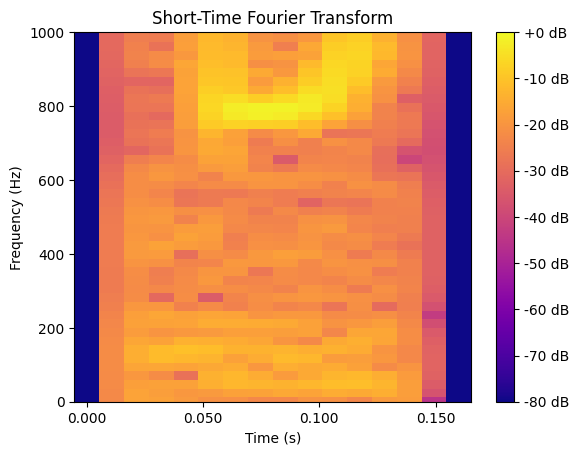 Short-Time Fourier Transform
1000
800
600
400
200
0
Frequency (Hz)
0.000
0.050
0.100
0.150
Time (s)
+0 dB
-10 dB
-20 dB
-30 dB
-40 dB
-50 dB
-60 dB
-70 dB
-80 dB